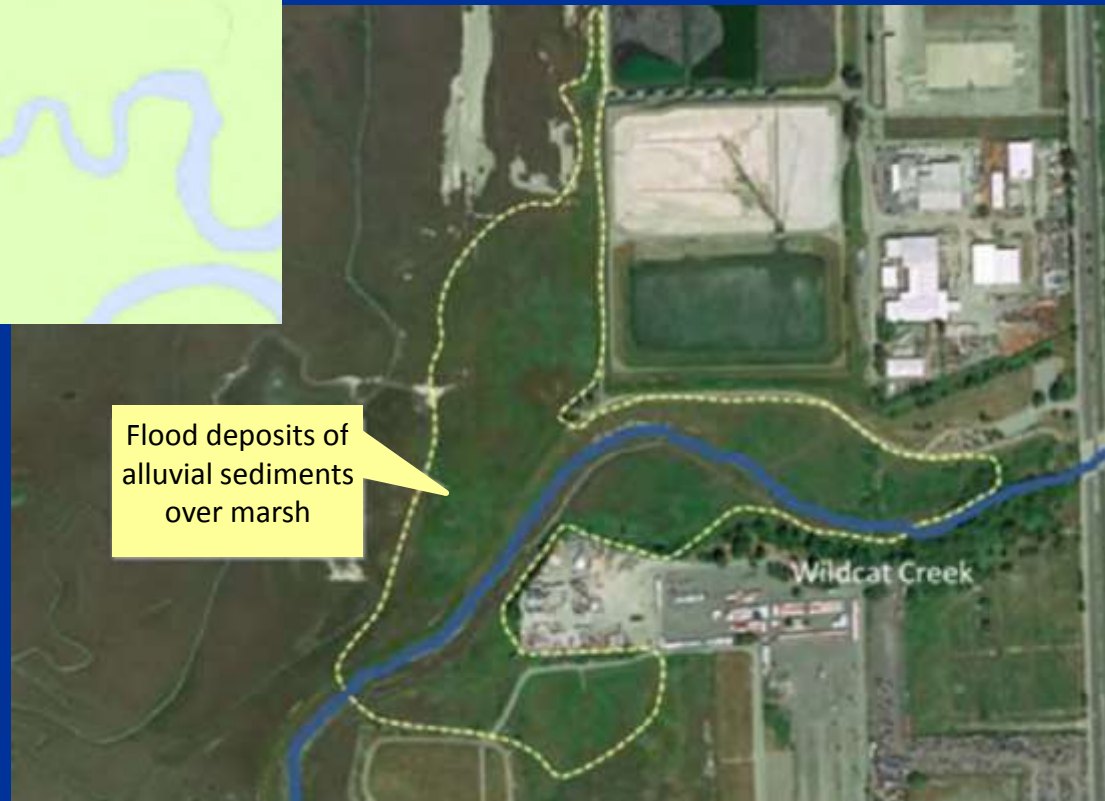 Flood deposits of
alluvial sediments
over marsh
Wildcat Creek